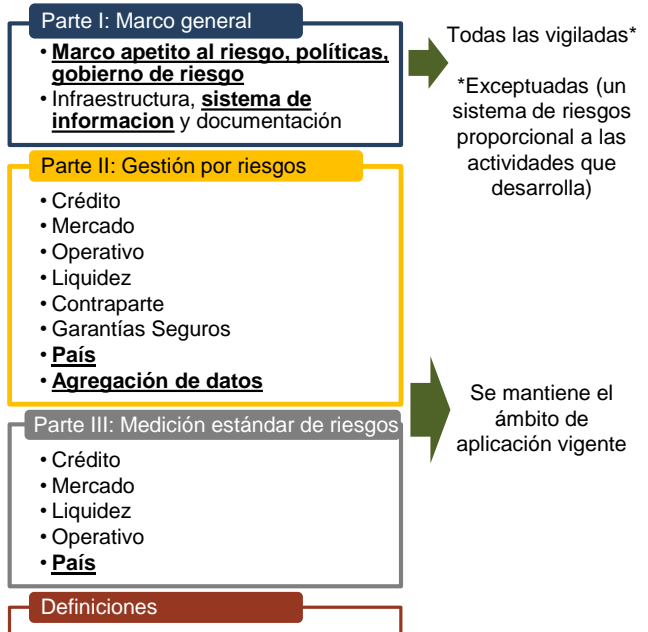 Parte I: Marco general
• Marco apetito al riesgo, políticas,
gobierno de riesgo
• Infraestructura, sistema de
informacion y documentación
Todas las vigiladas*
*Exceptuadas (un
sistema de riesgos
proporcional a las
actividades que
desarrolla)
Parte II: Gestión por riesgos
• Crédito
• Mercado
• Operativo
• Liquidez
• Contraparte
• Garantías Seguros
• País
• Agregación de datos
Parte III: Medición estándar de riesgos
• Crédito
• Mercado
• Liquidez
• Operativo
• País
Se mantiene el
ámbito de
aplicación vigente
Definiciones